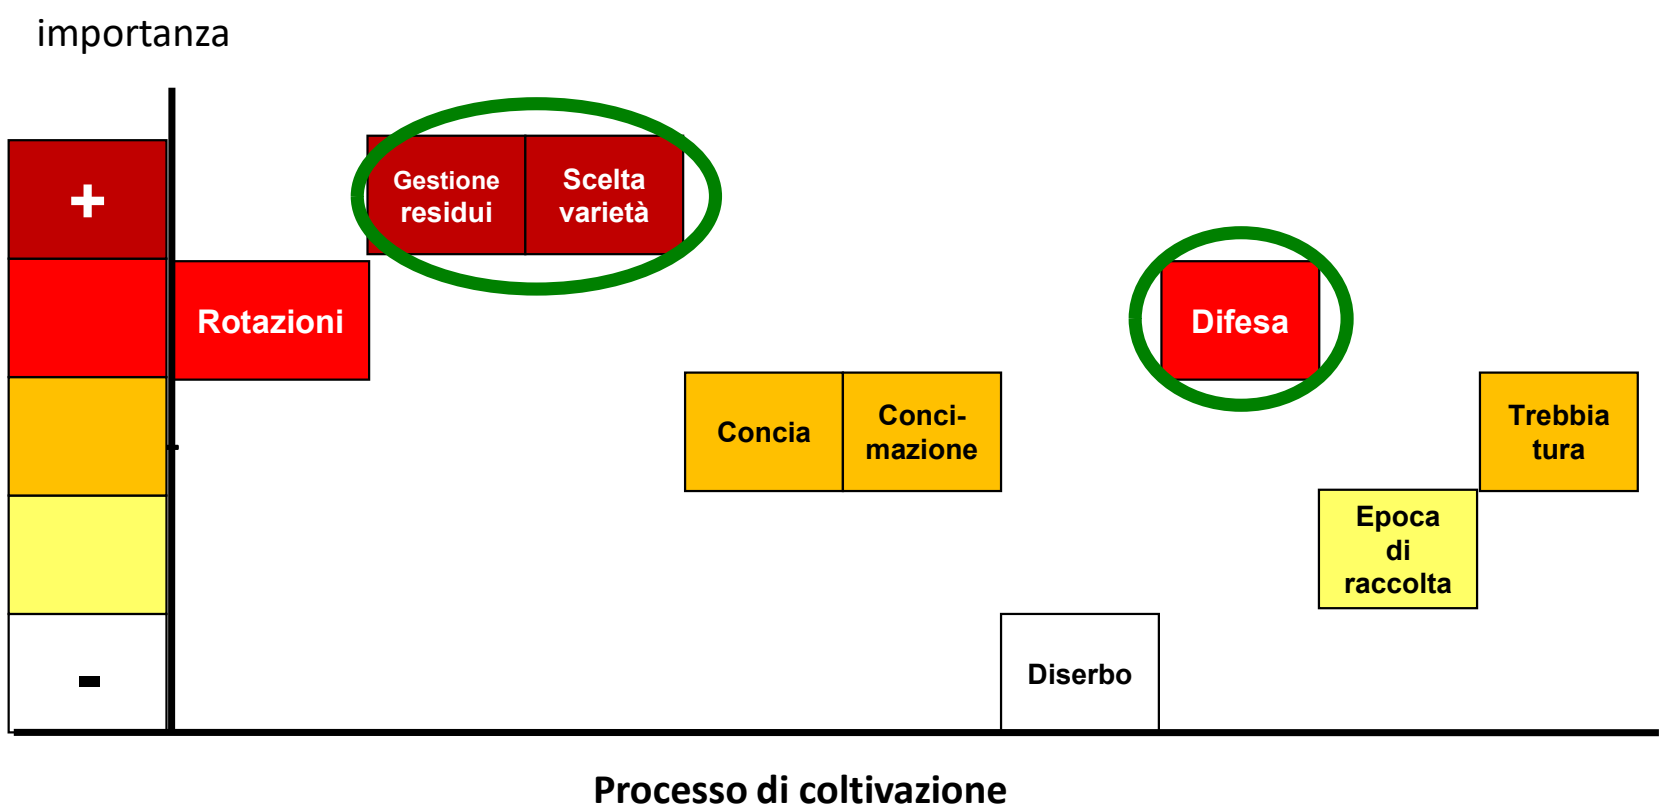 importanza
+
Gestione
residui
Scelta
varietà
Rotazioni
Difesa
Concia
Conci-
mazione
Trebbia
tura
Epoca
di
raccolta
-
Diserbo
Processo di coltivazione